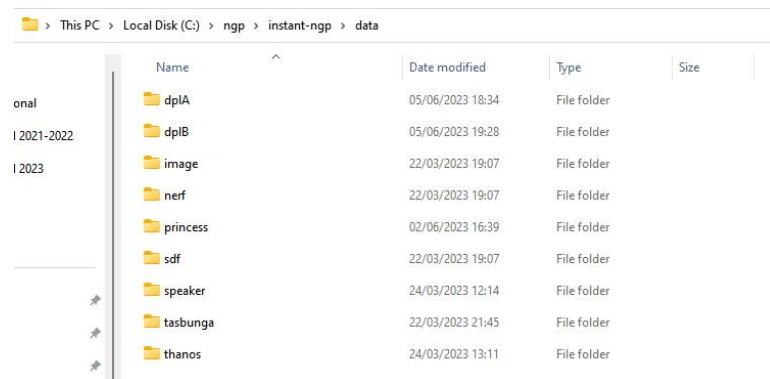 This PC > Local Disk (C:) > ngp > instant-ngp > data
Name Date modified Type Size
onal
l 2021-2022
l 2023
dplA 05/06/2023 18:34 File folder
dplB 05/06/2023 19:28 File folder
image 22/03/2023 19:07 File folder
nerf 22/03/2023 19:07 File folder
princess 02/06/2023 16:39 File folder
sdf 22/03/2023 19:07 File folder
speaker 24/03/2023 12:14 File folder
tasbunga 22/03/2023 21:45 File folder
thanos 24/03/2023 13:11 File folder